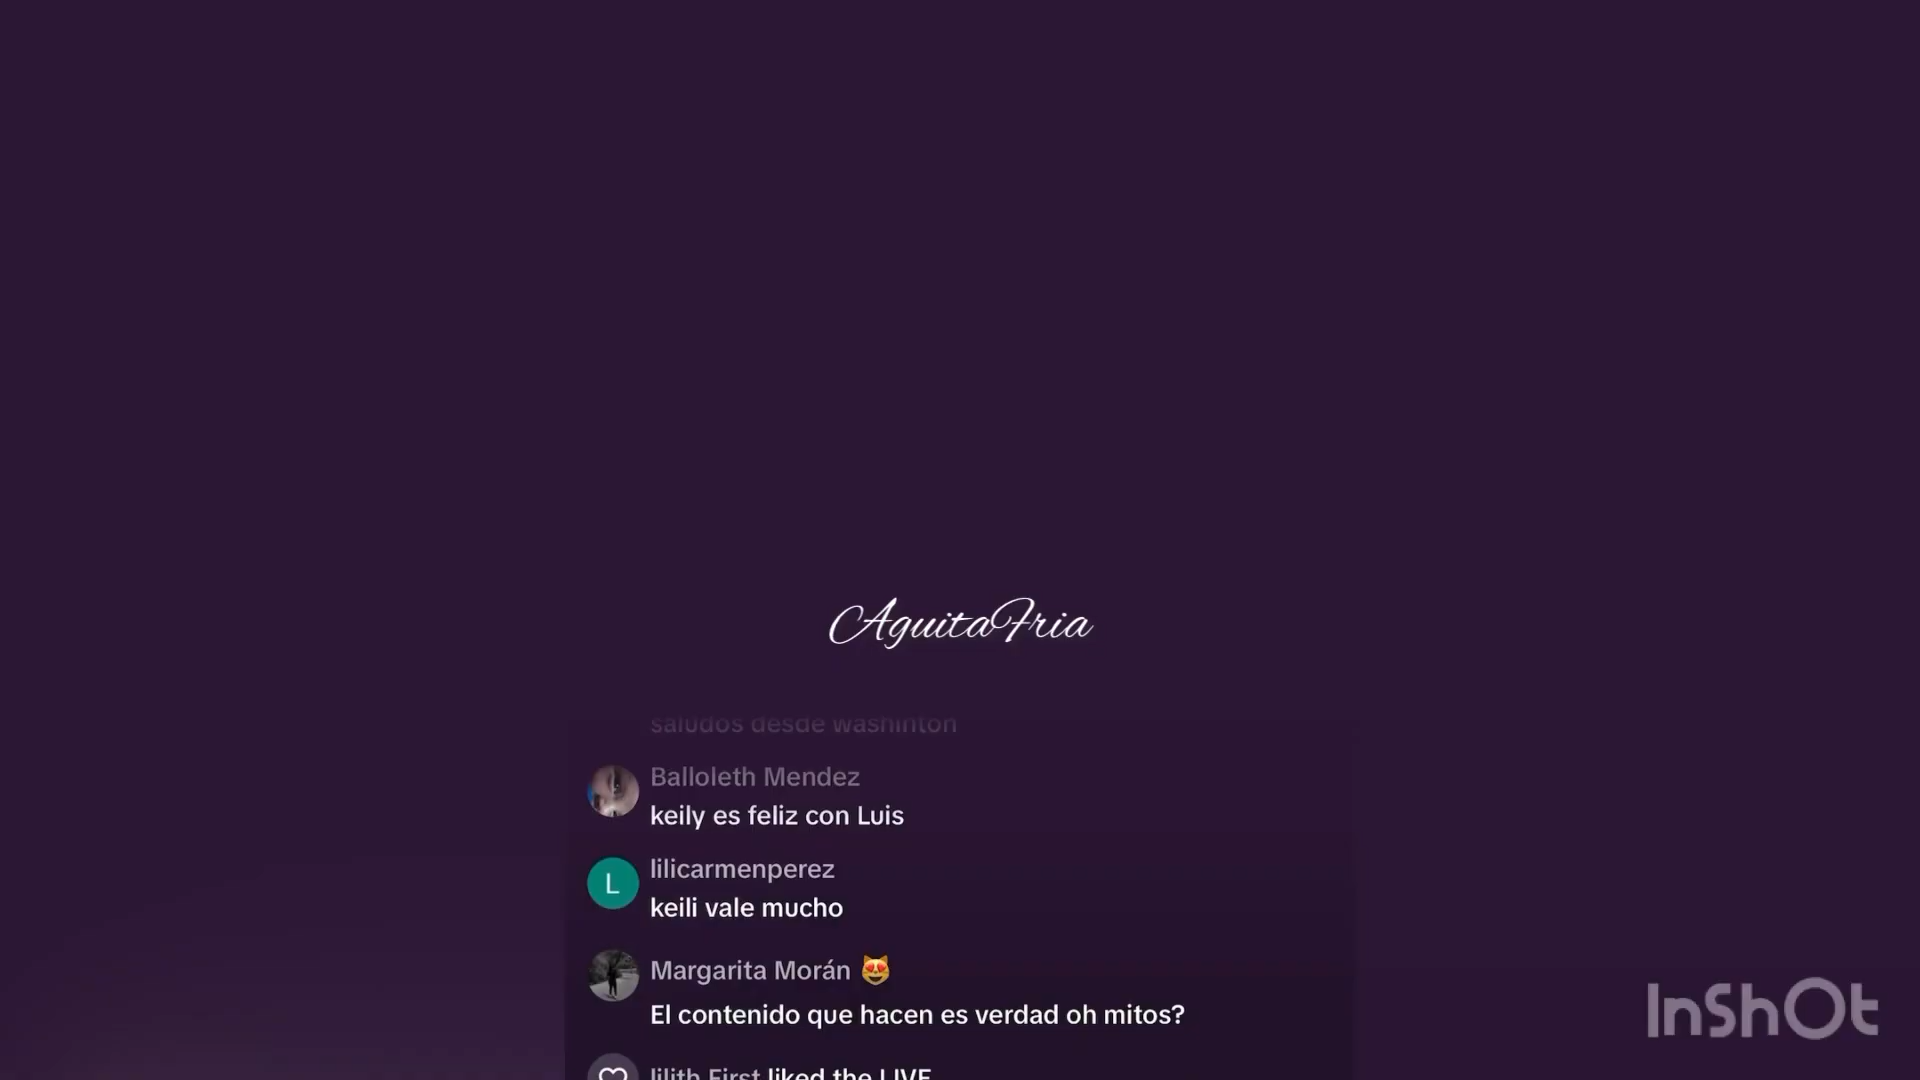 AguitaFria
saludos desde washinton
Balloleth Mendez
keily es feliz con Luis
L
lilicarmenperez
keili vale mucho
Margarita Morán 😻
El contenido que hacen es verdad oh mitos?
lilith First liked the LIVE
InShOt